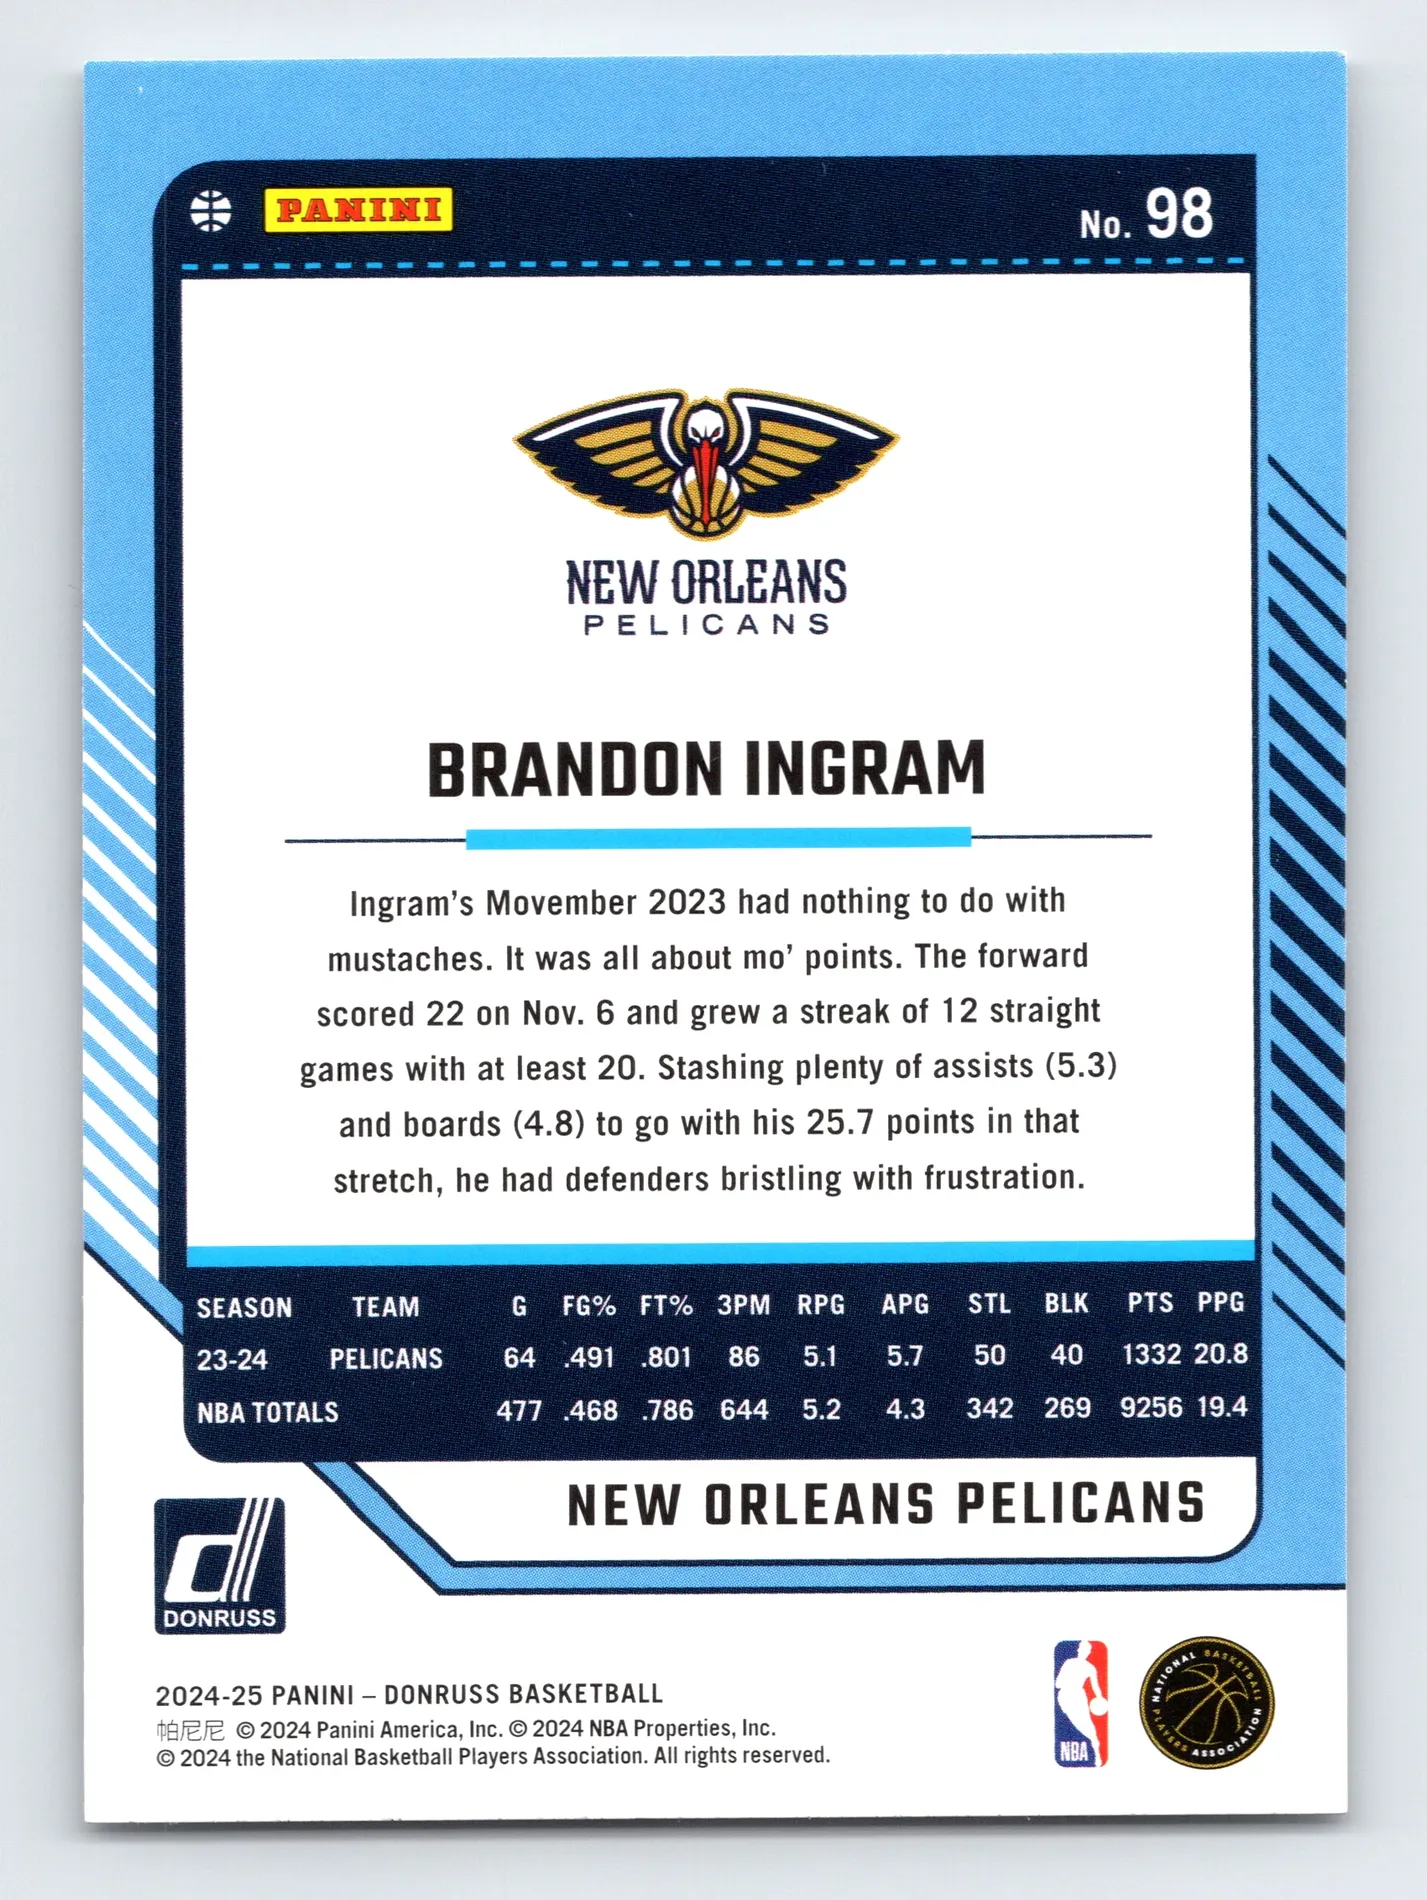 PANINI
No. 98
NEW ORLEANS
PELICANS
BRANDON INGRAM
Ingram's Movember 2023 had nothing to do with
mustaches. It was all about mo' points. The forward
scored 22 on Nov. 6 and grew a streak of 12 straight
games with at least 20. Stashing plenty of assists (5.3)
and boards (4.8) to go with his 25.7 points in that
stretch, he had defenders bristling with frustration.
SEASON TEAM G FG% FT% 3PM RPG APG STL BLK PTS PPG
23-24 PELICANS 64 .491 .801 86 5.1 5.7 50 40 1332 20.8
NBA TOTALS 477 .468 .786 644 5.2 4.3 342 269 9256 19.4
NEW ORLEANS PELICANS
d
DONRUSS
2024-25 PANINI – DONRUSS BASKETBALL
帕尼尼 © 2024 Panini America, Inc. © 2024 NBA Properties, Inc.
© 2024 the National Basketball Players Association. All rights reserved.
NBA
NATIONAL BASKETBALL
PLAYERS ASSOCIATION